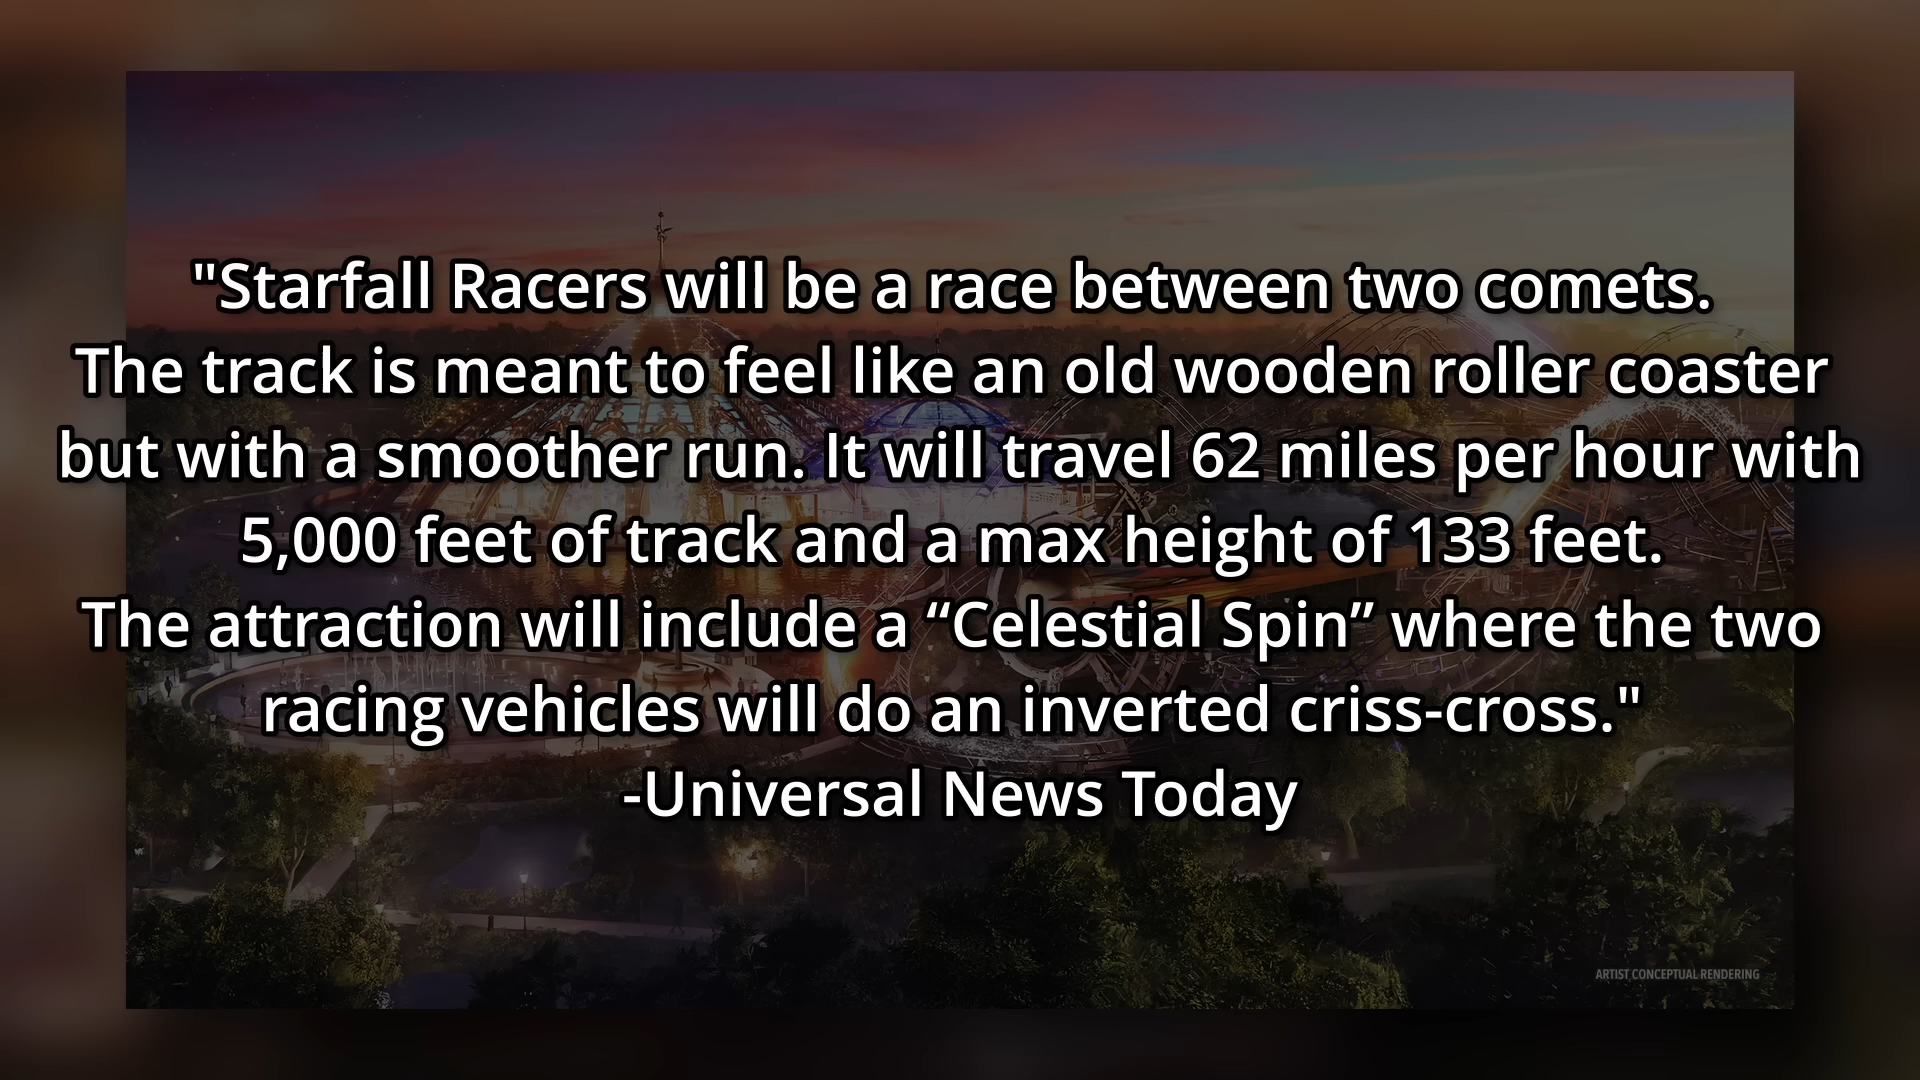 "Starfall Racers will be a race between two comets.
The track is meant to feel like an old wooden roller coaster
but with a smoother run. It will travel 62 miles per hour with
5,000 feet of track and a max height of 133 feet.
The attraction will include a “Celestial Spin” where the two
racing vehicles will do an inverted criss-cross."
-Universal News Today
ARTIST CONCEPTUAL RENDERING